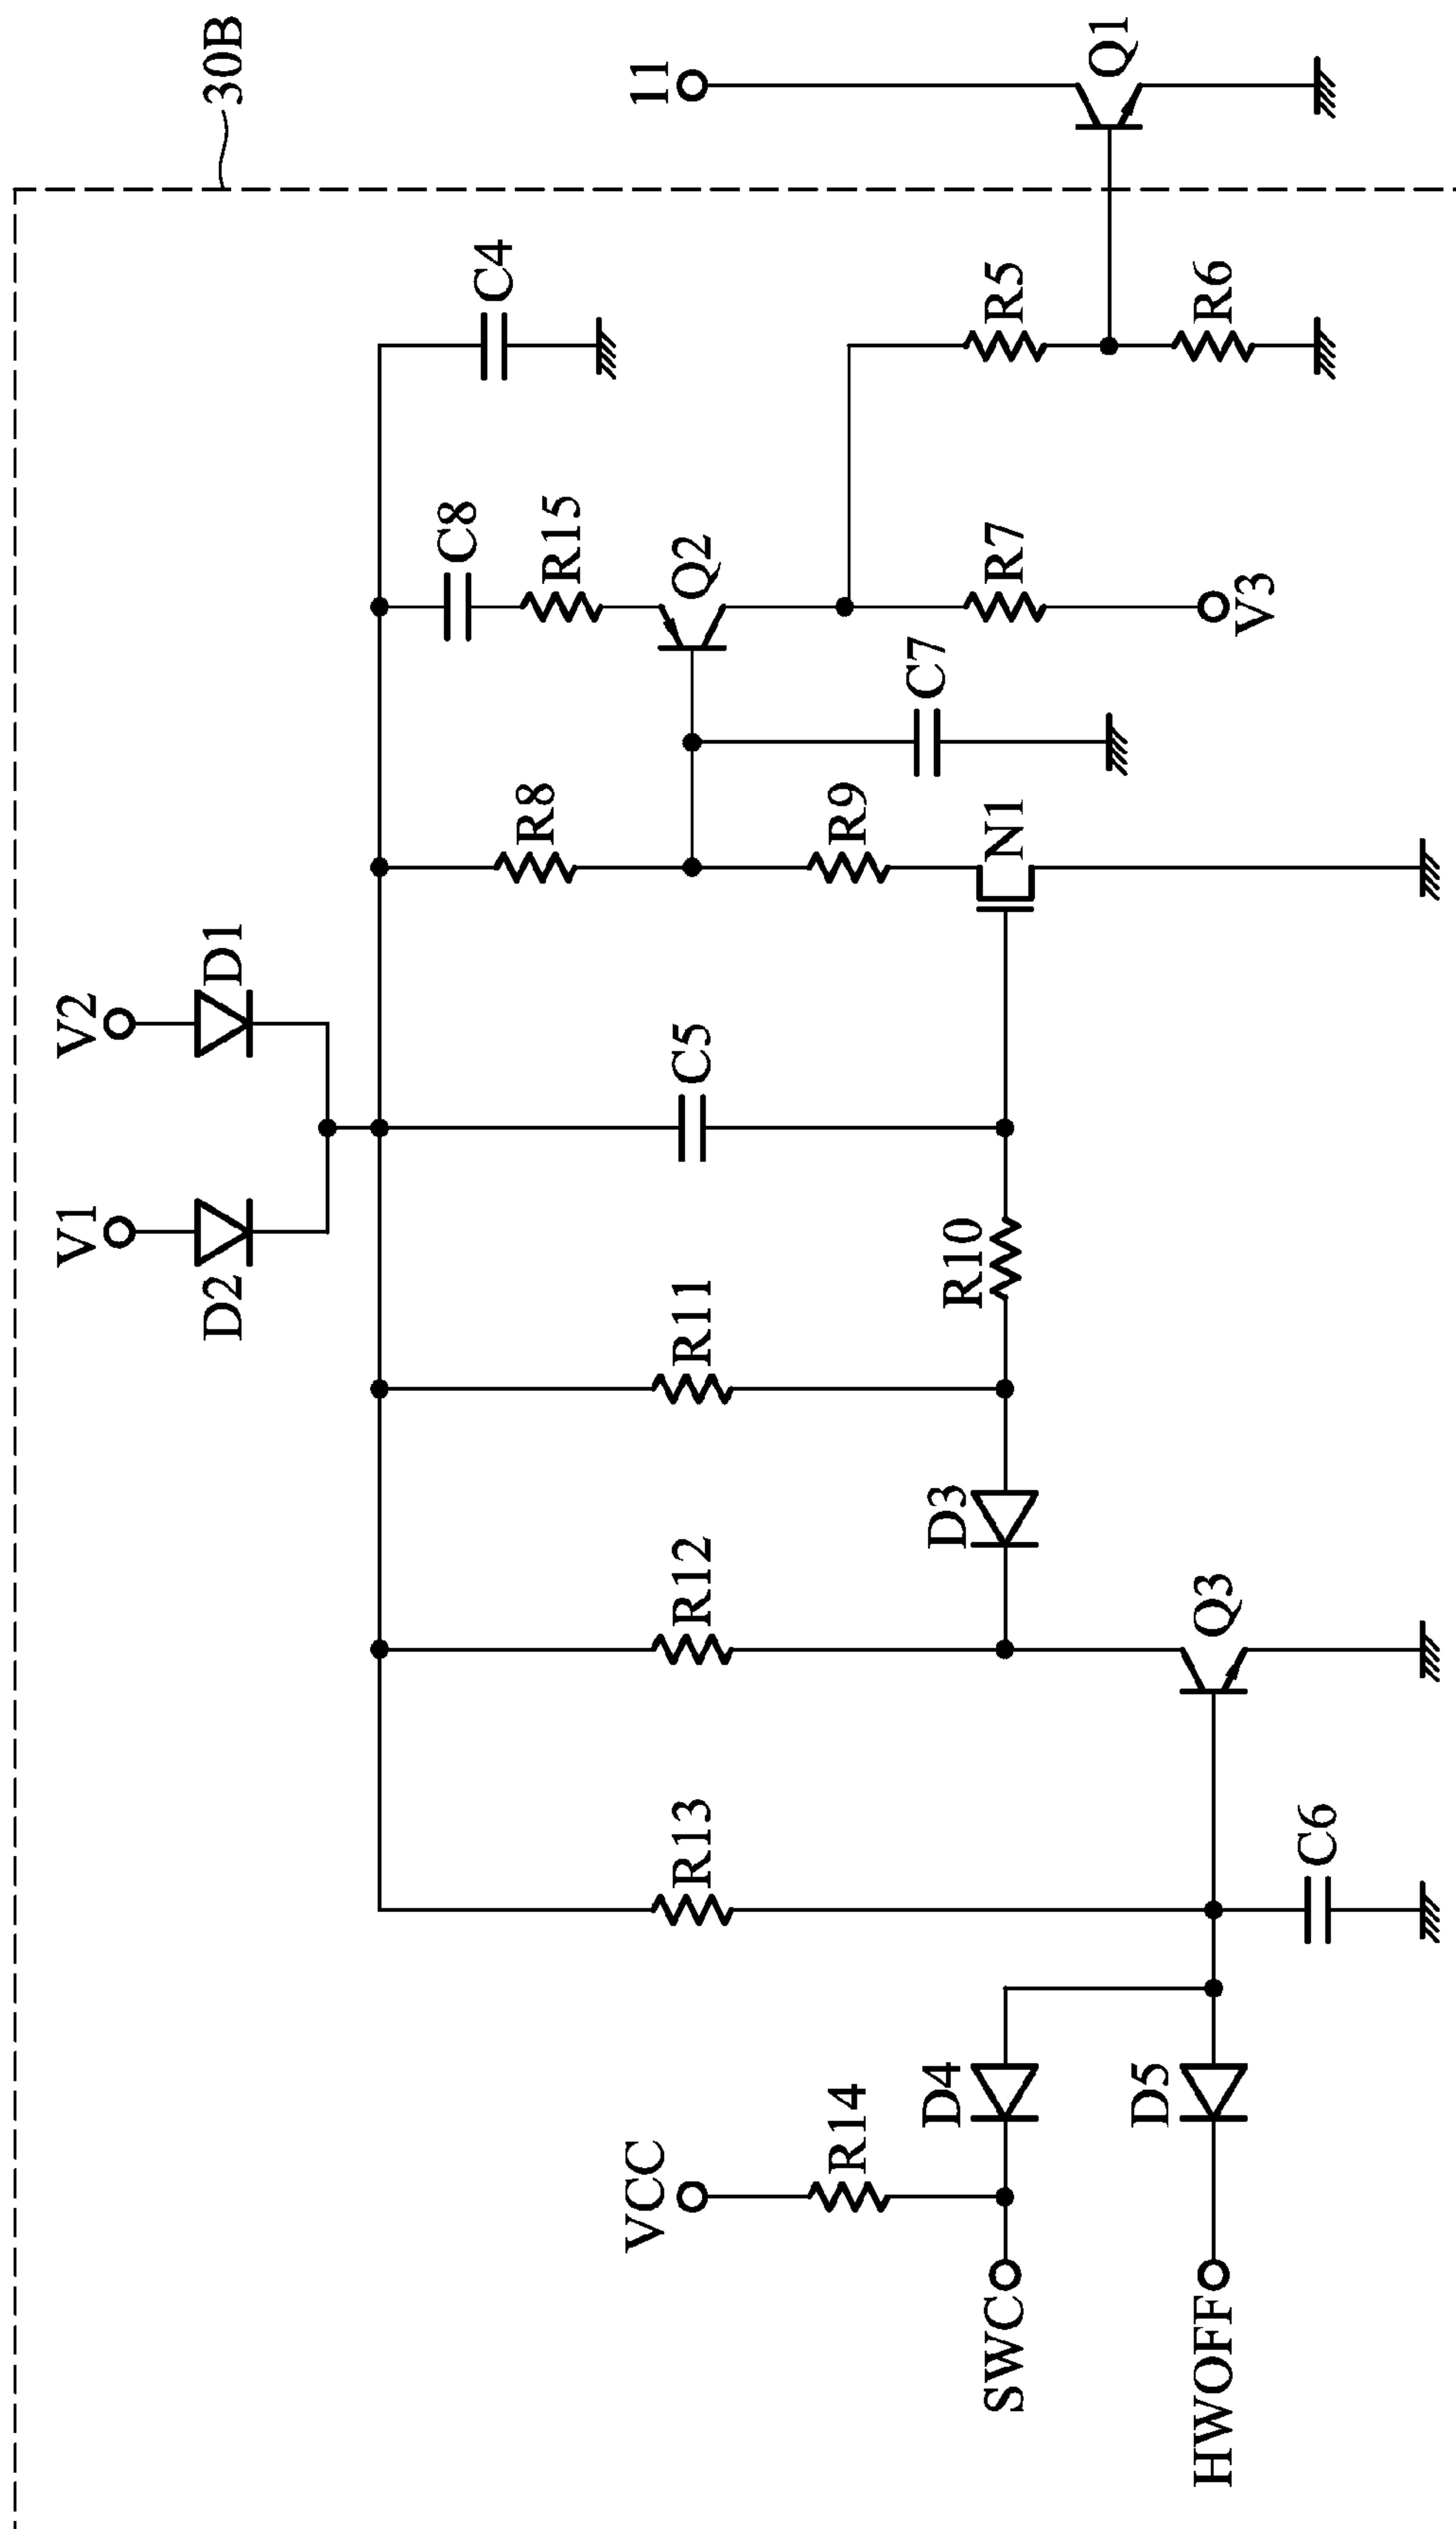 30B
11
Q1
C4
R5
R6
C8
R15
Q2
R7
V3
C7
R8
R9
N1
V2
D1
C5
V1
D2
R10
R11
D3
R12
Q3
R13
C6
D4
D5
R14
VCC
SWC
HWOFF